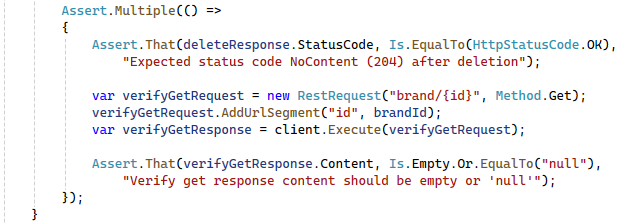 Assert.Multiple(() =>
{
Assert.That(deleteResponse.StatusCode, Is.EqualTo(HttpStatusCode.OK),
"Expected status code NoContent (204) after deletion");
var verifyGetRequest = new RestRequest("brand/{id}", Method.Get);
verifyGetRequest.AddUrlSegment("id", brandId);
var verifyGetResponse = client.Execute(verifyGetRequest);
Assert.That(verifyGetResponse.Content, Is.Empty.Or.EqualTo("null"),
"Verify get response content should be empty or 'null'");
});
}